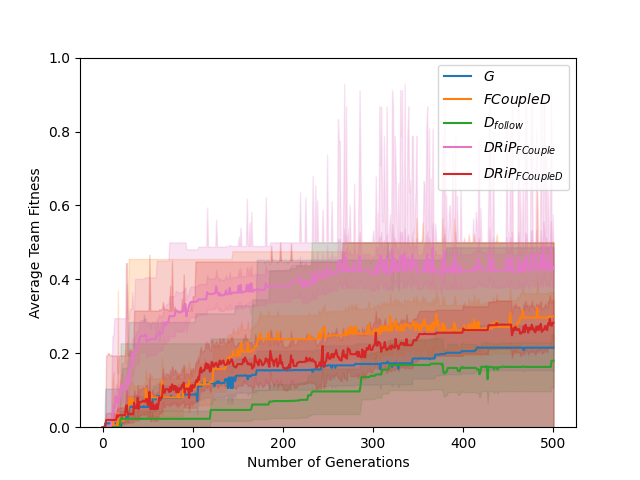 1.0
0.8
0.6
0.4
0.2
0.0
Average Team Fitness
0
100
200
300
400
500
Number of Generations
G
FCoupleD
D_follow
DRiP_FCouple
DRiP_FCoupleD